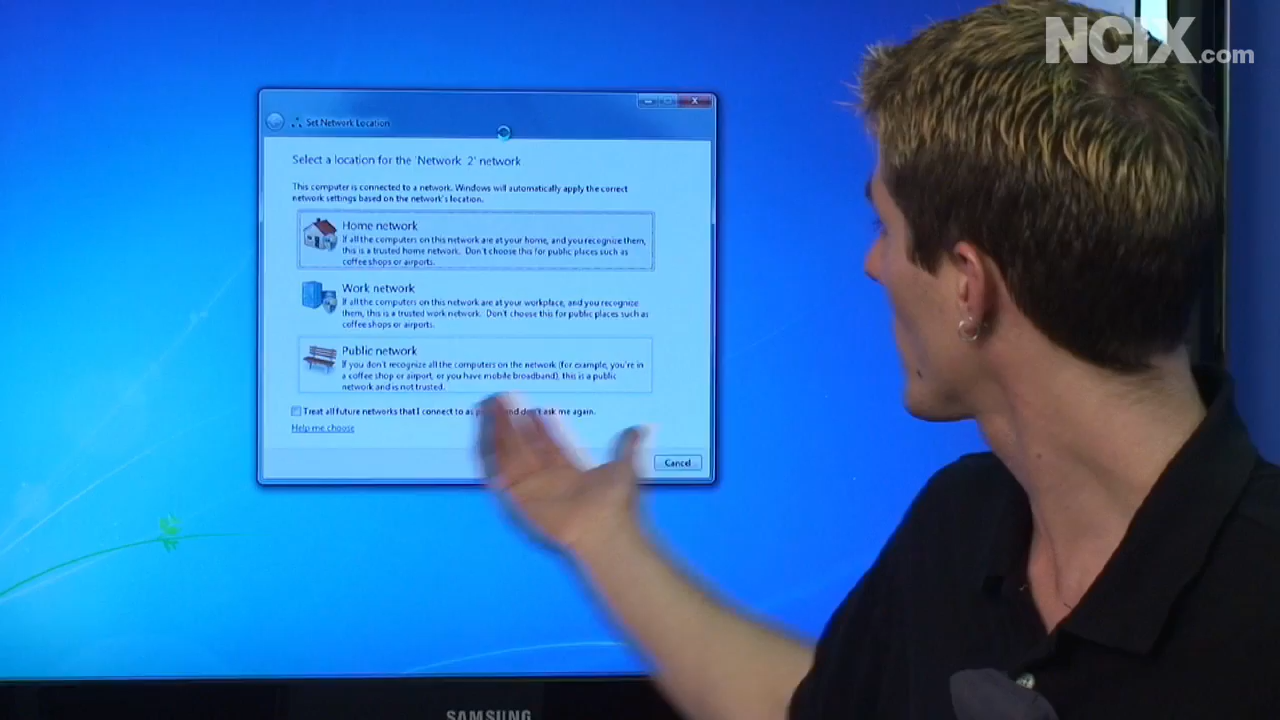 NCIX.com
Set Network Location
Select a location for the 'Network 2' network
This computer is connected to a network. Windows will automatically apply the correct
network settings based on the network's location.
Home network
If all the computers on this network are at your home, and you recognize them,
this is a trusted home network. Don't choose this for public places such as
coffee shops or airports.
Work network
If all the computers on this network are at your workplace, and you recognize
them, this is a trusted work network. Don't choose this for public places such as
coffee shops or airports.
Public network
If you don't recognize all the computers on the network (for example, you're in
a coffee shop or airport, or you have mobile broadband), this is a public
network and is not trusted.
Treat all future networks that I connect to as and don't ask me again.
Help me choose
Cancel
SAMSUNG